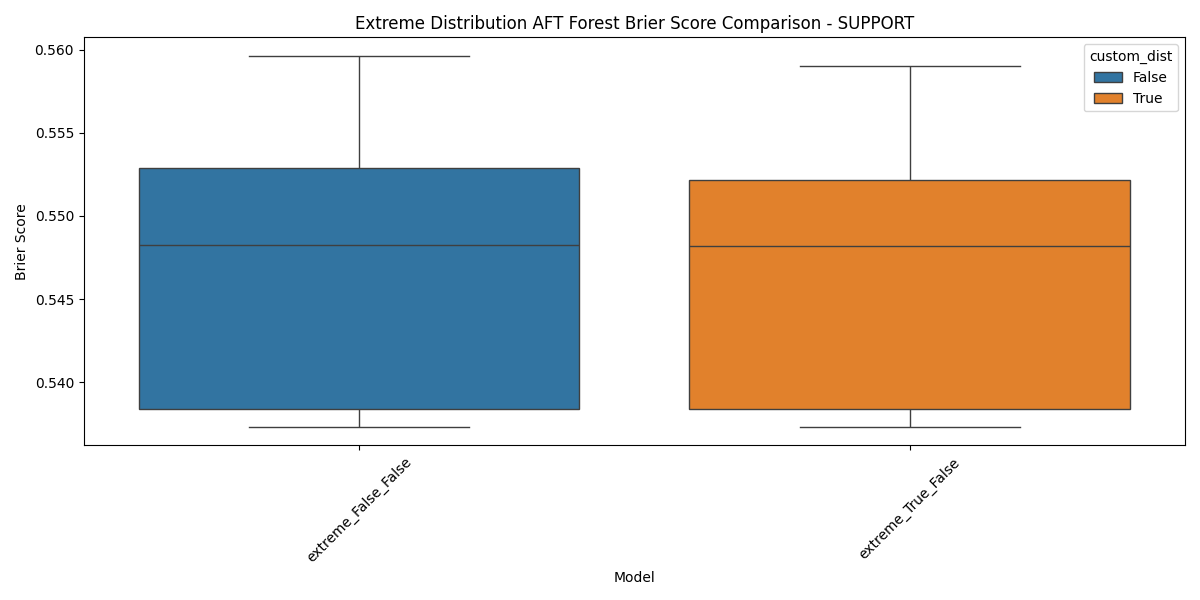 Extreme Distribution AFT Forest Brier Score Comparison - SUPPORT
custom_dist
False
True
Brier Score
0.560
0.555
0.550
0.545
0.540
extreme_False_False
extreme_True_False
Model